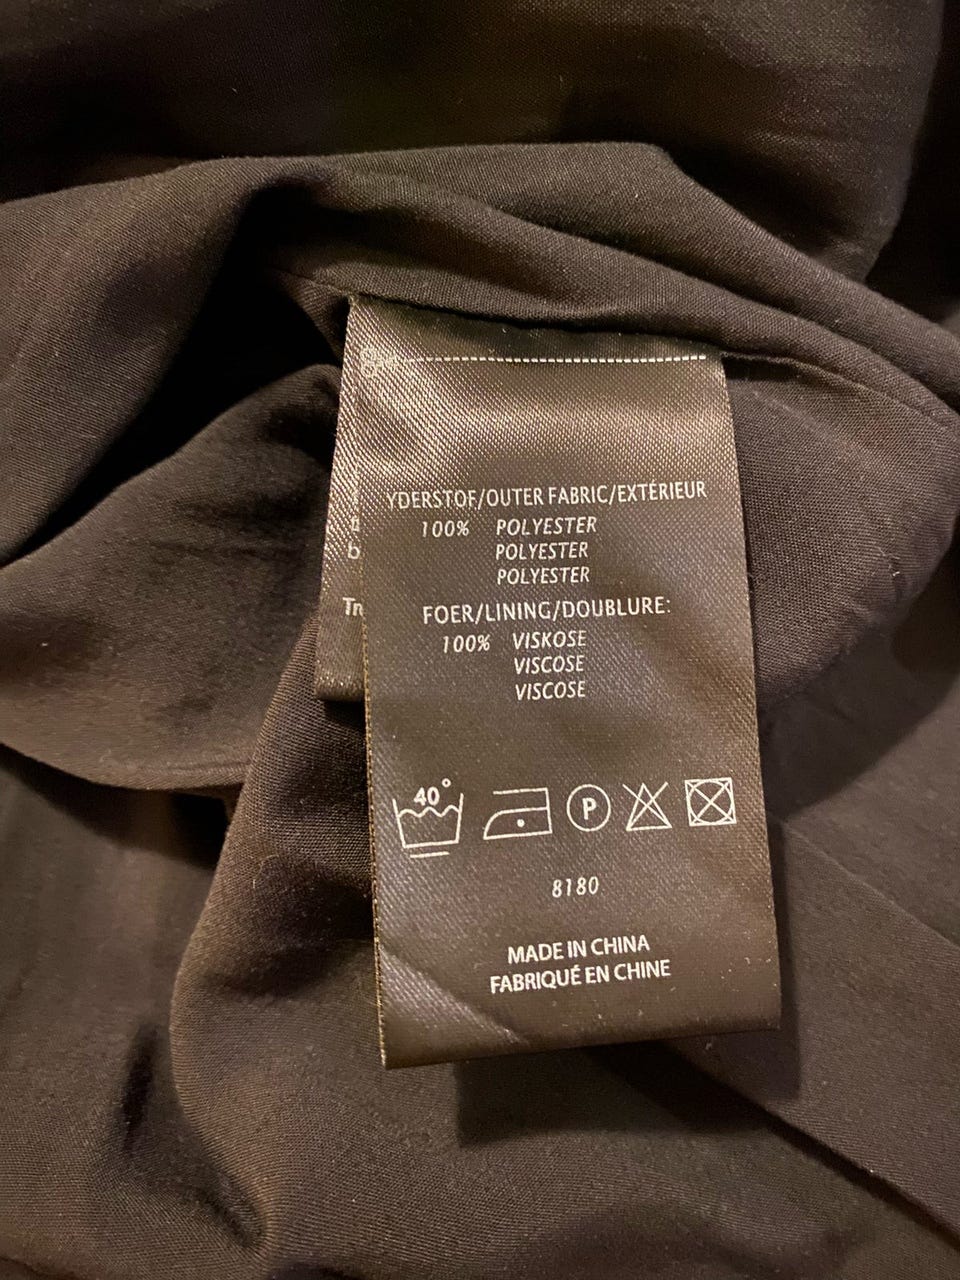 YDERSTOF/OUTER FABRIC/EXTÉRIEUR
100% POLYESTER
POLYESTER
POLYESTER
FOER/LINING/DOUBLURE:
100% VISKOSE
VISCOSE
VISCOSE
40°
P
8180
MADE IN CHINA
FABRIQUÉ EN CHINE